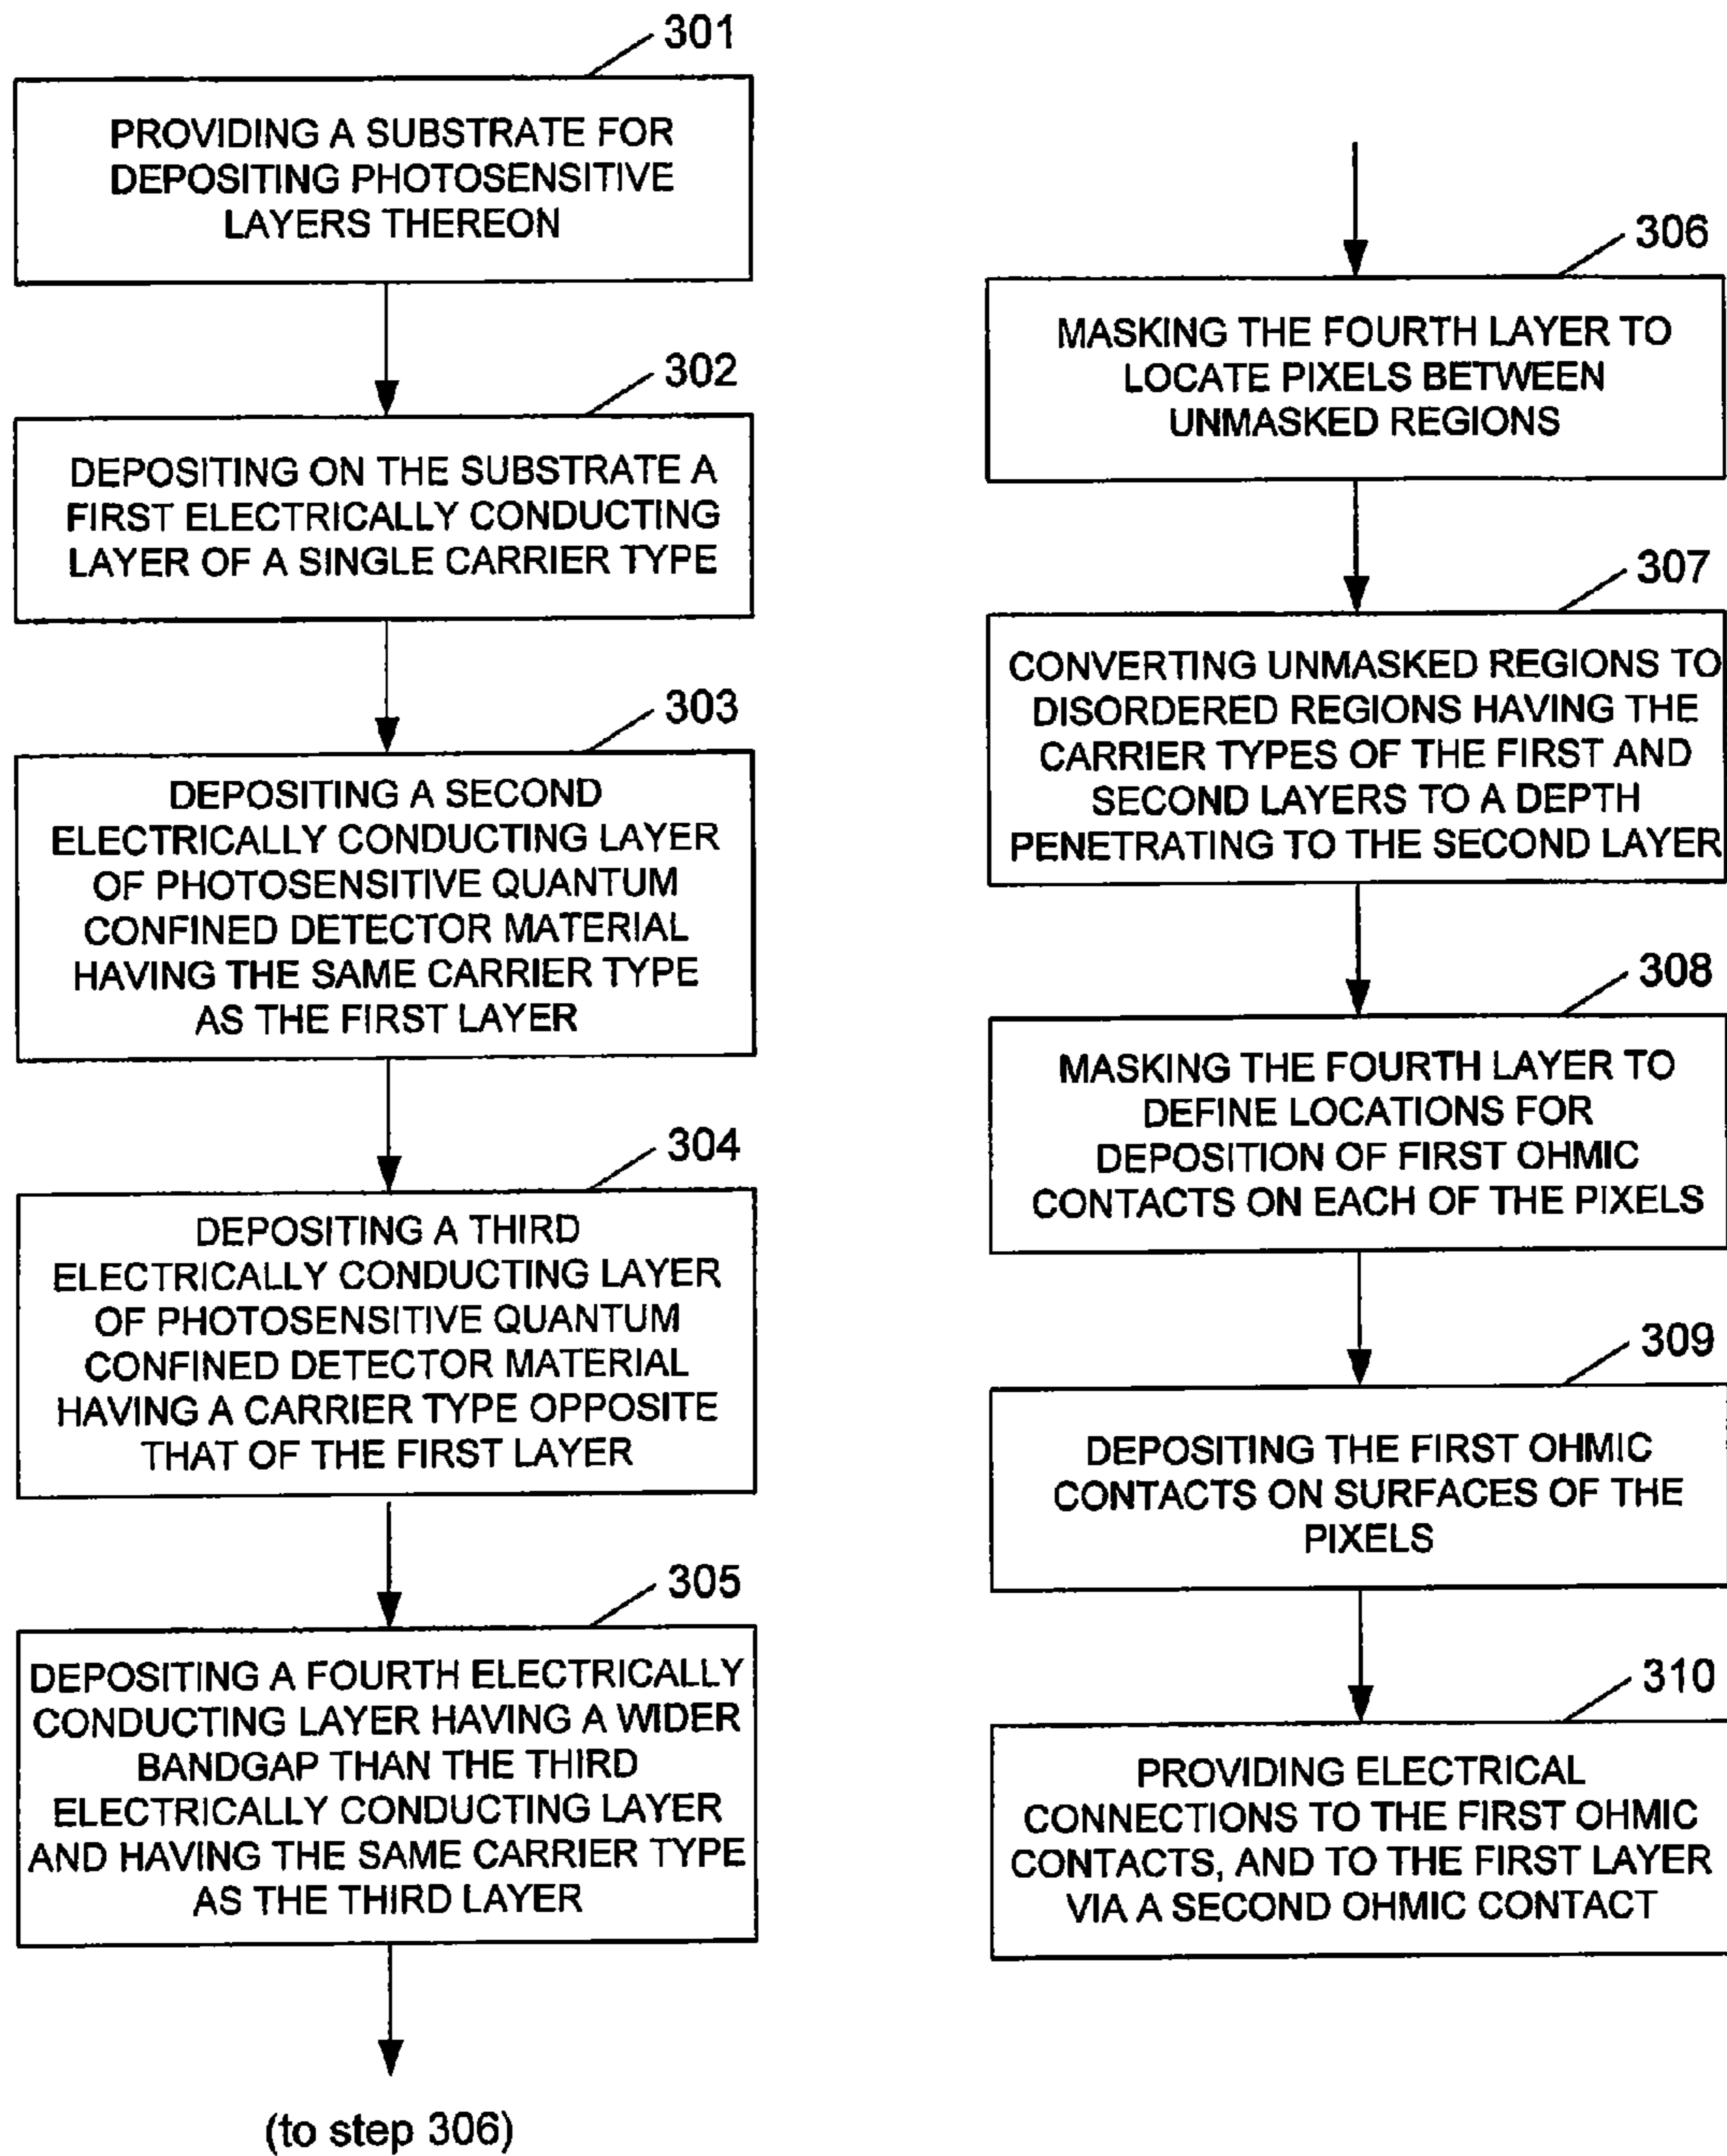 301
PROVIDING A SUBSTRATE FOR
DEPOSITING PHOTOSENSITIVE
LAYERS THEREON
302
DEPOSITING ON THE SUBSTRATE A
FIRST ELECTRICALLY CONDUCTING
LAYER OF A SINGLE CARRIER TYPE
303
DEPOSITING A SECOND
ELECTRICALLY CONDUCTING LAYER
OF PHOTOSENSITIVE QUANTUM
CONFINED DETECTOR MATERIAL
HAVING THE SAME CARRIER TYPE
AS THE FIRST LAYER
304
DEPOSITING A THIRD
ELECTRICALLY CONDUCTING LAYER
OF PHOTOSENSITIVE QUANTUM
CONFINED DETECTOR MATERIAL
HAVING A CARRIER TYPE OPPOSITE
THAT OF THE FIRST LAYER
305
DEPOSITING A FOURTH ELECTRICALLY
CONDUCTING LAYER HAVING A WIDER
BANDGAP THAN THE THIRD
ELECTRICALLY CONDUCTING LAYER
AND HAVING THE SAME CARRIER TYPE
AS THE THIRD LAYER
(to step 306)
306
MASKING THE FOURTH LAYER TO
LOCATE PIXELS BETWEEN
UNMASKED REGIONS
307
CONVERTING UNMASKED REGIONS TO
DISORDERED REGIONS HAVING THE
CARRIER TYPES OF THE FIRST AND
SECOND LAYERS TO A DEPTH
PENETRATING TO THE SECOND LAYER
308
MASKING THE FOURTH LAYER TO
DEFINE LOCATIONS FOR
DEPOSITION OF FIRST OHMIC
CONTACTS ON EACH OF THE PIXELS
309
DEPOSITING THE FIRST OHMIC
CONTACTS ON SURFACES OF THE
PIXELS
310
PROVIDING ELECTRICAL
CONNECTIONS TO THE FIRST OHMIC
CONTACTS, AND TO THE FIRST LAYER
VIA A SECOND OHMIC CONTACT